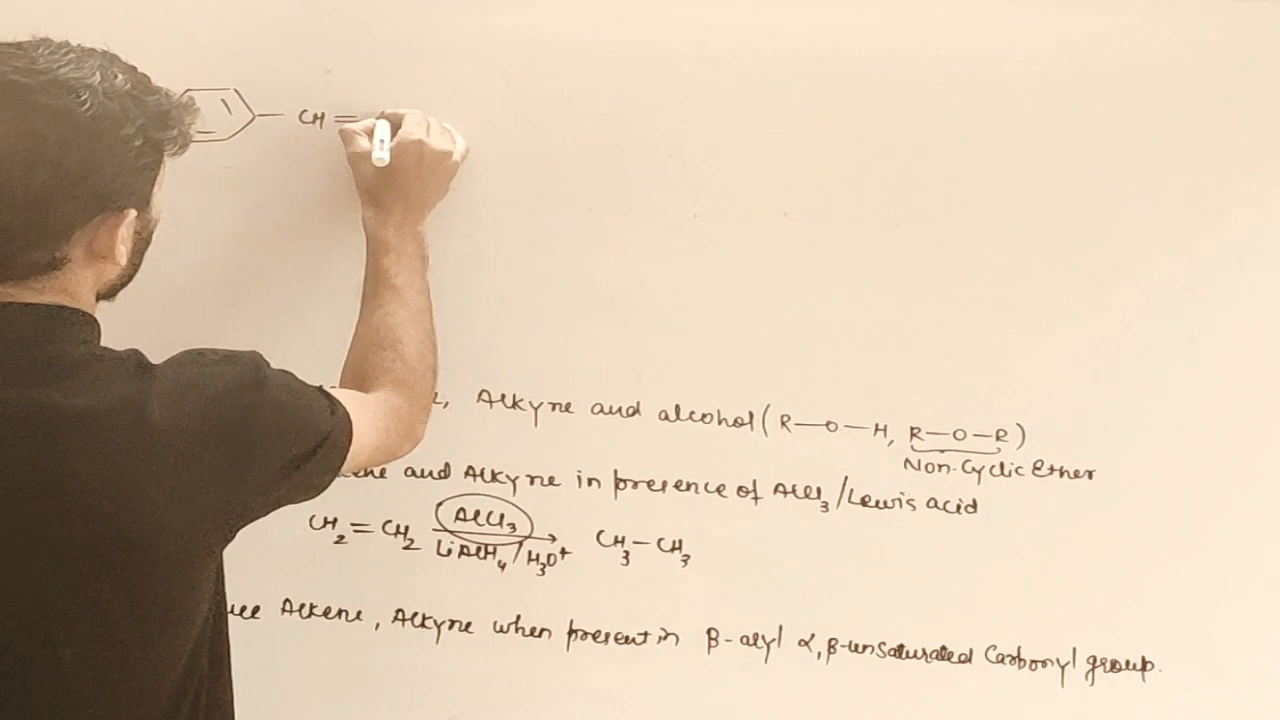 CH =
Alkyne and alcohol (R—O—H, R—O—R)
Non-Cyclic Ether
and Alkyne in presence of AlCl3/Lewis acid
CH2=CH2 AlCl3 CH3-CH3
LiAlH4/H3O+
Alkene, Alkyne when present in β-aryl α,β-unsaturated Carbonyl group.